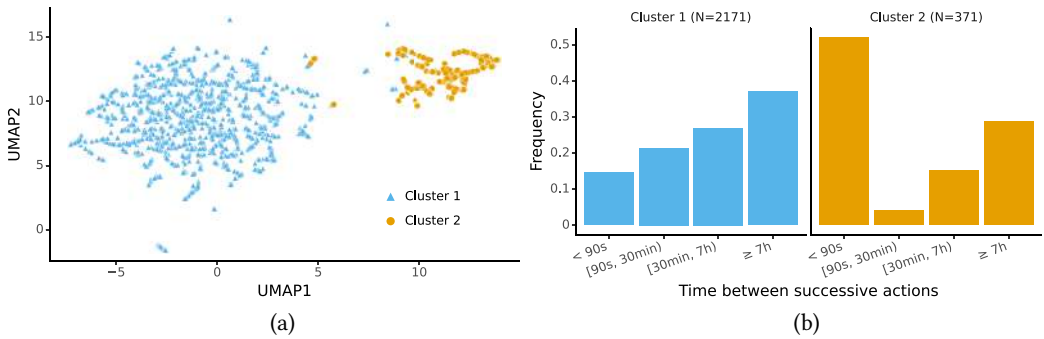 15
10
5
0
UMAP2
−5
0
5
10
UMAP1
Cluster 1
Cluster 2
(a)
Cluster 1 (N=2171)
Cluster 2 (N=371)
0.5
0.4
0.3
0.2
0.1
0
Frequency
< 90s
[90s, 30min)
[30min, 7h)
≥ 7h
< 90s
[90s, 30min)
[30min, 7h)
≥ 7h
Time between successive actions
(b)